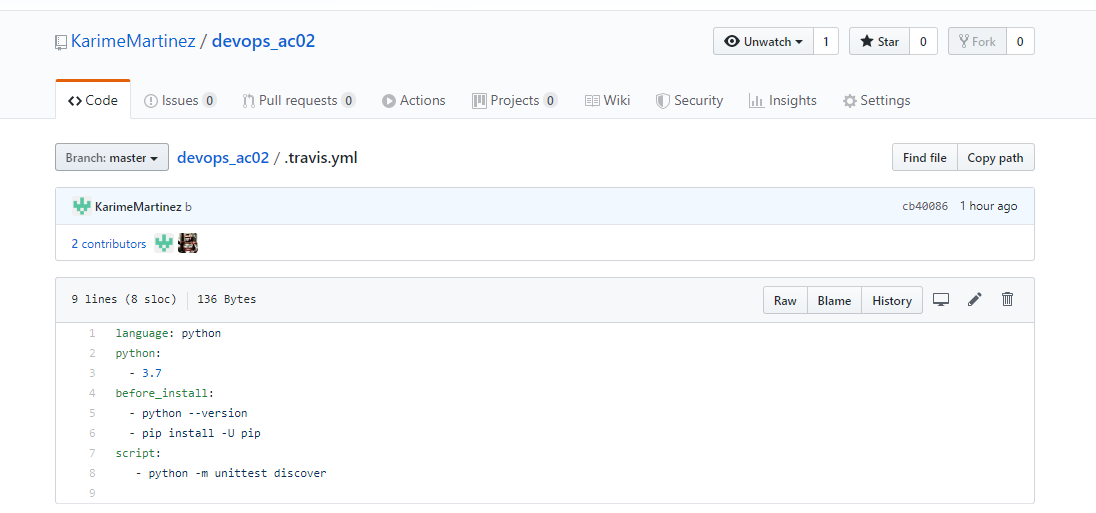 KarimeMartinez / devops_ac02
Unwatch 1 Star 0 Fork 0
Code Issues 0 Pull requests 0 Actions Projects 0 Wiki Security Insights Settings
Branch: master devops_ac02 / .travis.yml Find file Copy path
KarimeMartinez b cb40086 1 hour ago
2 contributors
9 lines (8 sloc) 136 Bytes Raw Blame History
1 language: python
2 python:
3   - 3.7
4 before_install:
5   - python --version
6   - pip install -U pip
7 script:
8    - python -m unittest discover
9